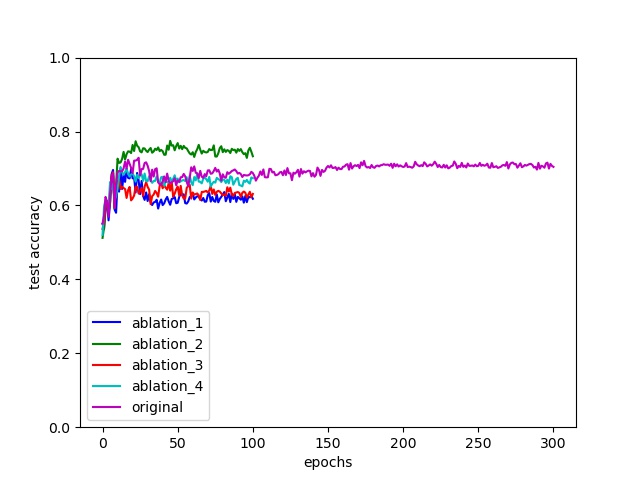 1.0
0.8
0.6
0.4
0.2
0.0
test accuracy
ablation_1
ablation_2
ablation_3
ablation_4
original
0 50 100 150 200 250 300
epochs